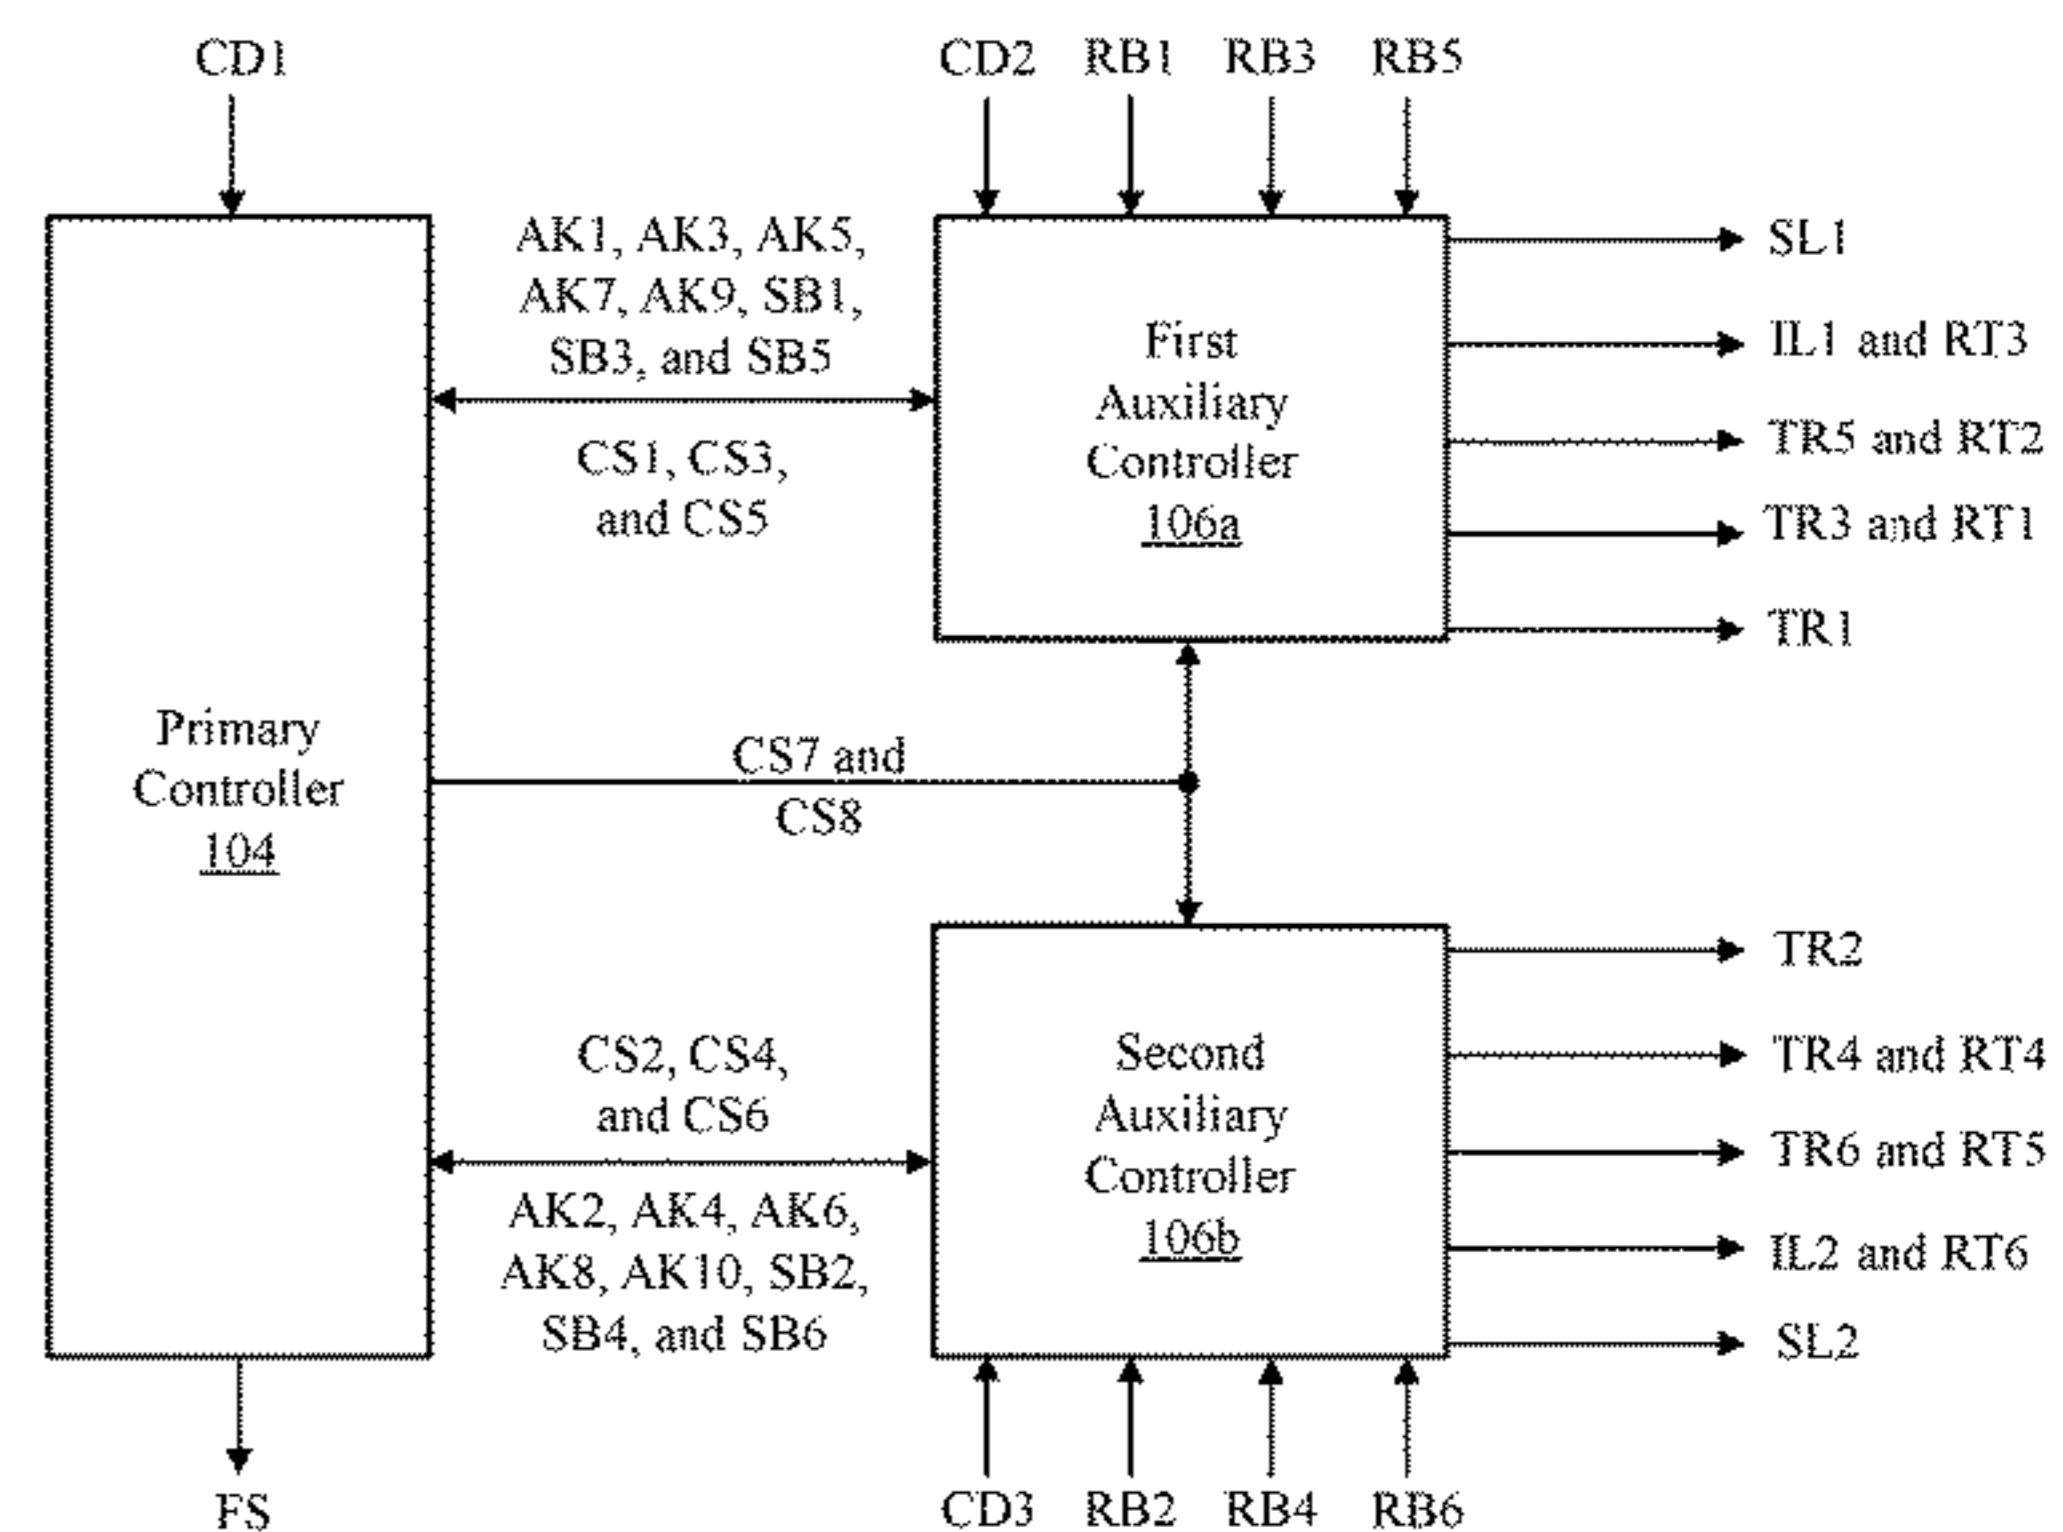 CD1
CD2 RB1 RB3 RB5
AK1, AK3, AK5,
AK7, AK9, SB1,
SB3, and SB5
CS1, CS3,
and CS5
First
Auxiliary
Controller
106a
SL1
IL1 and RT3
TR5 and RT2
TR3 and RT1
TR1
Primary
Controller
104
CS7 and
CS8
CS2, CS4,
and CS6
AK2, AK4, AK6,
AK8, AK10, SB2,
SB4, and SB6
Second
Auxiliary
Controller
106b
TR2
TR4 and RT4
TR6 and RT5
IL2 and RT6
SL2
FS
CD3 RB2 RB4 RB6